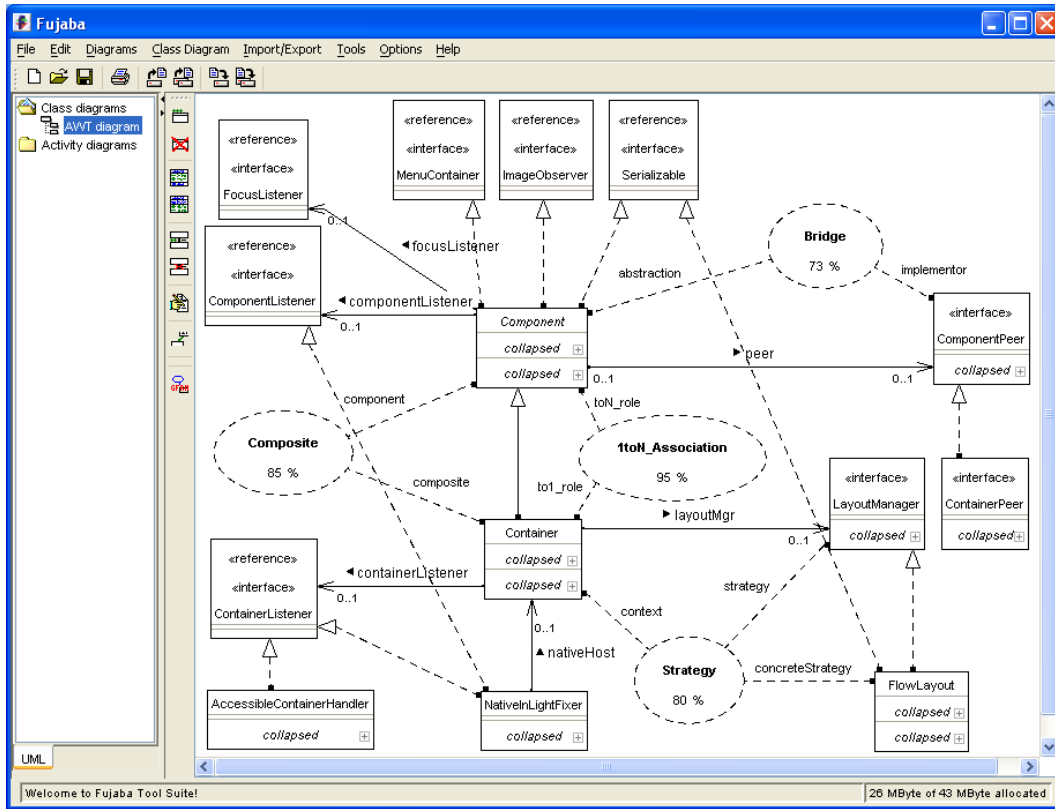 Fujaba
File Edit Diagrams Class Diagram Import/Export Tools Options Help
Class diagrams
AWT diagram
Activity diagrams
UML
«reference»
«interface»
FocusListener
«reference»
«interface»
MenuContainer
«reference»
«interface»
ImageObserver
«reference»
«interface»
Serializable
0..1
focusListener
«reference»
«interface»
ComponentListener
componentListener
0..1
abstraction
Bridge
73 %
implementor
«interface»
ComponentPeer
collapsed
Component
collapsed
collapsed
peer
0..1
0..1
component
toN_role
Composite
85 %
1toN_Association
95 %
composite
to1_role
«interface»
LayoutManager
collapsed
«interface»
ContainerPeer
collapsed
layoutMgr
0..1
Container
collapsed
collapsed
«reference»
«interface»
ContainerListener
containerListener
0..1
context
strategy
0..1
nativeHost
Strategy
80 %
concreteStrategy
FlowLayout
collapsed
collapsed
AccessibleContainerHandler
collapsed
NativeInLightFixer
collapsed
Welcome to Fujaba Tool Suite!
26 MByte of 43 MByte allocated